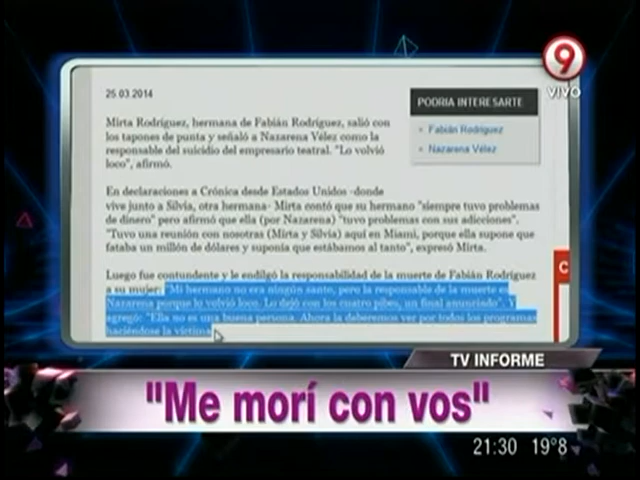 9
VIVO
25 03 2014
PODRIA INTERESARTE
Fabián Rodríguez
Nazarena Vélez
Mirta Rodríguez, hermana de Fabián Rodríguez, salió con
los tapones de punta y señaló a Nazarena Vélez como la
responsable del suicidio del empresario teatral. "Lo volvió
loco", afirmó.
En declaraciones a Crónica desde Estados Unidos -donde
vive junto a Silvia, otra hermana- Mirta contó que su hermano "siempre tuvo problemas
de dinero" pero afirmó que ella (por Nazarena) "tuvo problemas con sus adicciones".
"Tuvo una reunión con nosotras (Mirta y Silvia) aquí en Miami, porque ella supone que
fataba un millón de dólares y suponía que estábamos al tanto", expresó Mirta.
Luego fue contundente y le endilgó la responsabilidad de la muerte de Fabián Rodríguez
a su mujer: "Mi hermano no era ningún santo, pero la responsable de la muerte es
Nazarena porque lo volvió loco. Lo dejó con los cuatro pibes, un final anunciado". Y
agregó: "Ella no es una buena persona. Ahora la deberemos ver por todos los programas
haciéndose la víctima
C
TV INFORME
"Me morí con vos"
21:30 19°8